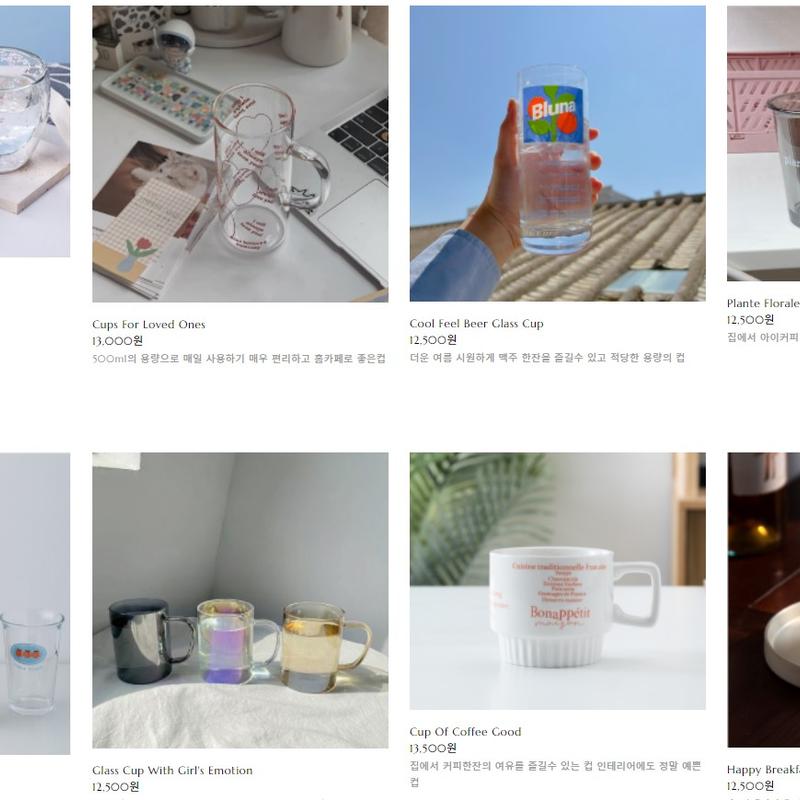 Bluna
Cups For Loved Ones
13,000원
500ml의 용량으로 매일 사용하기 매우 편리하고 홈카페로 좋은컵
Cool Feel Beer Glass Cup
12,500원
더운 여름 시원하게 맥주 한잔을 즐길수 있고 적당한 용량의 컵
Plante Florale
12,500원
집에서 아이커피
Cuisine traditionnelle Française
Bonappétit
maison
Glass Cup With Girl's Emotion
12,500원
Cup Of Coffee Good
13,500원
집에서 커피한잔의 여유를 즐길수 있는 컵 인테리어에도 정말 예쁜
컵
Happy Breakfa
12,500원